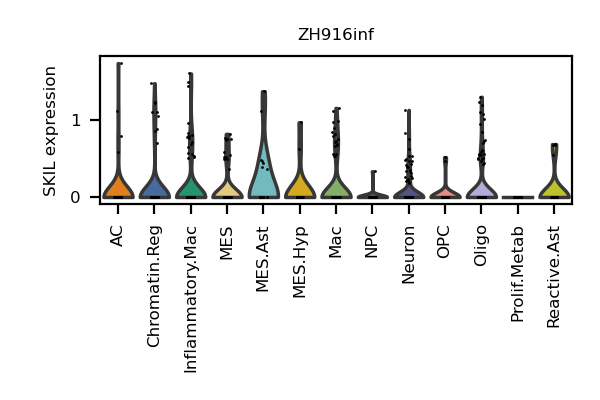 ZH916inf
SKIL expression
1
0
AC
Chromatin.Reg
Inflammatory.Mac
MES
MES.Ast
MES.Hyp
Mac
NPC
Neuron
OPC
Oligo
Prolif.Metab
Reactive.Ast